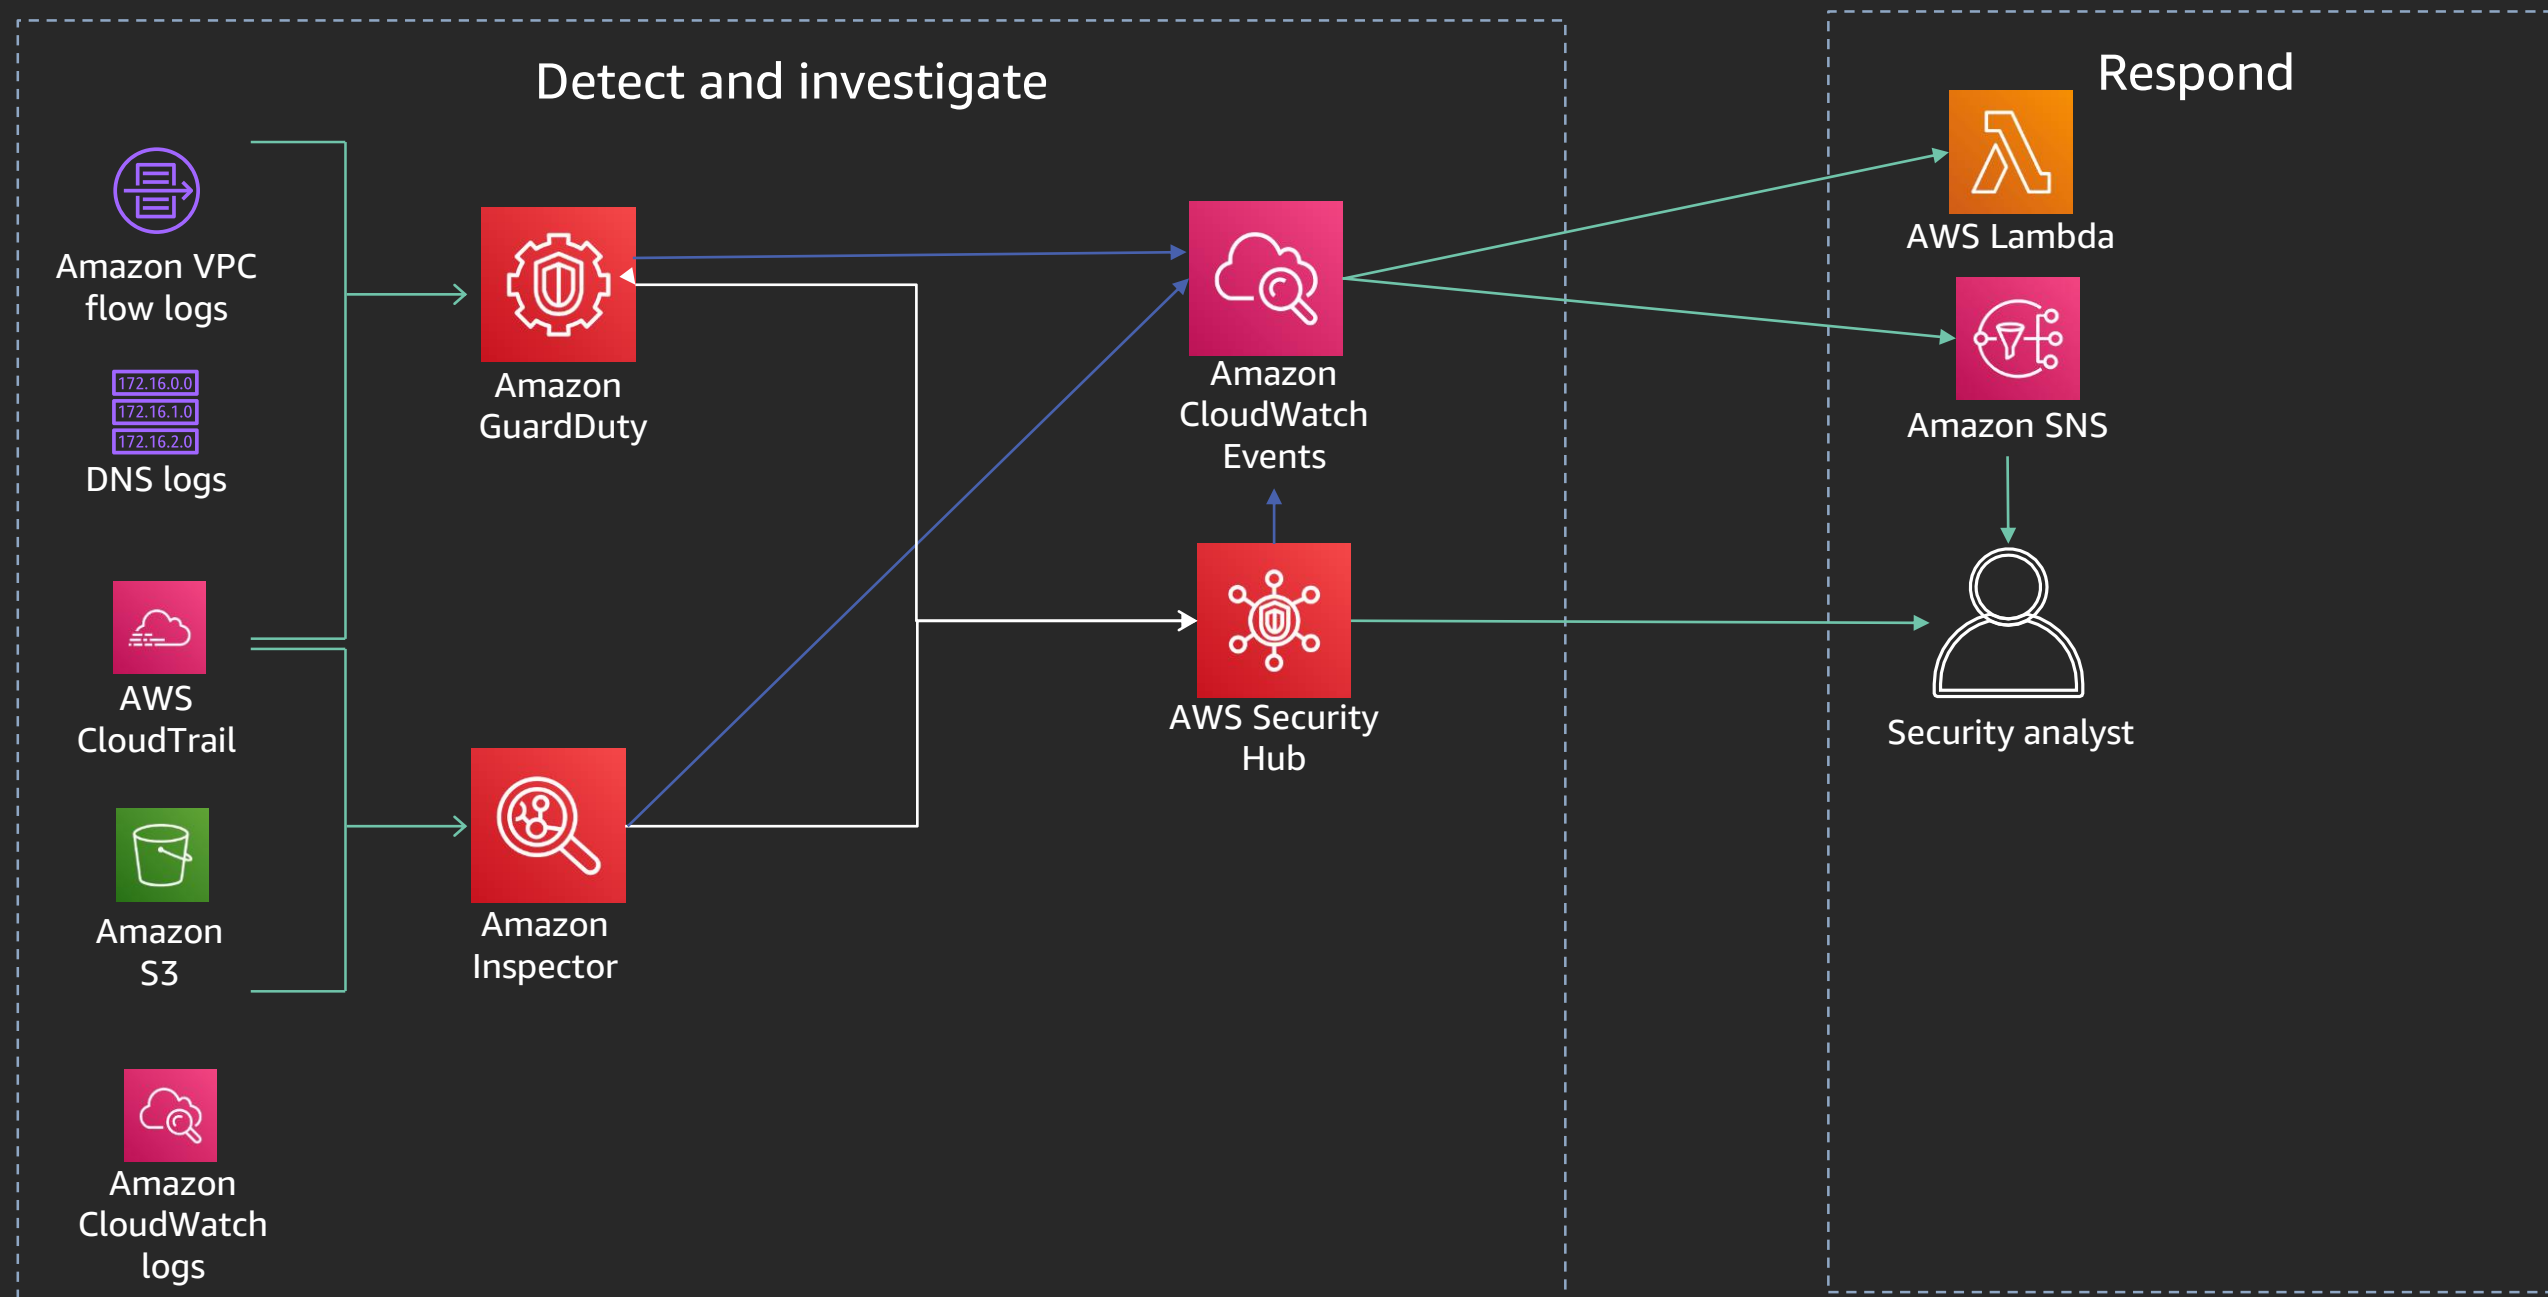 Detect and investigate
Respond
Amazon VPC
flow logs
172.16.0.0
172.16.1.0
172.16.2.0
DNS logs
AWS
CloudTrail
Amazon
S3
Amazon
CloudWatch
logs
Amazon
GuardDuty
Amazon
Inspector
Amazon
CloudWatch
Events
AWS Security
Hub
AWS Lambda
Amazon SNS
Security analyst